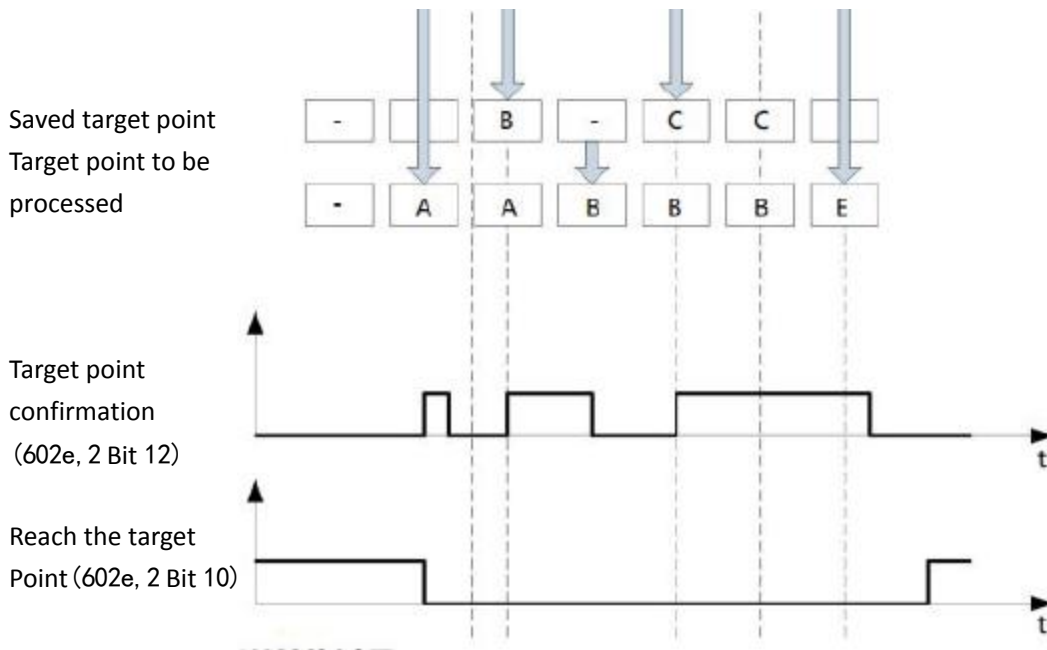 Saved target point
- B - C C
Target point to be
processed
- A A B B B E
Target point
confirmation
(602e, 2 Bit 12)
t
Reach the target
Point(602e, 2 Bit 10)
t